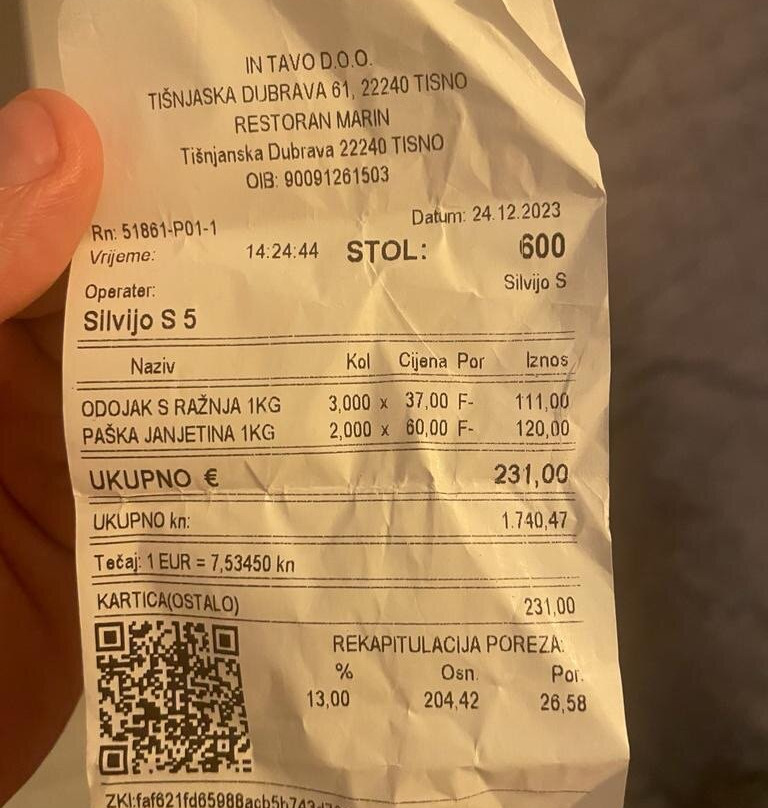 IN TAVO D.O.O.
TIŠNJASKA DUBRAVA 61, 22240 TISNO
RESTORAN MARIN
Tišnjanska Dubrava 22240 TISNO
OIB: 90091261503
Rn: 51861-P01-1 Datum: 24.12.2023
Vrijeme: 14:24:44 STOL: 600
Operater: Silvijo S
Silvijo S 5
Naziv Kol Cijena Por Iznos
ODOJAK S RAŽNJA 1KG 3,000 x 37,00 F- 111,00
PAŠKA JANJETINA 1KG 2,000 x 60,00 F- 120,00
UKUPNO € 231,00
UKUPNO kn: 1.740,47
Tečaj: 1 EUR = 7,53450 kn
KARTICA(OSTALO) 231,00
REKAPITULACIJA POREZA:
% Osn. Por.
13,00 204,42 26,58